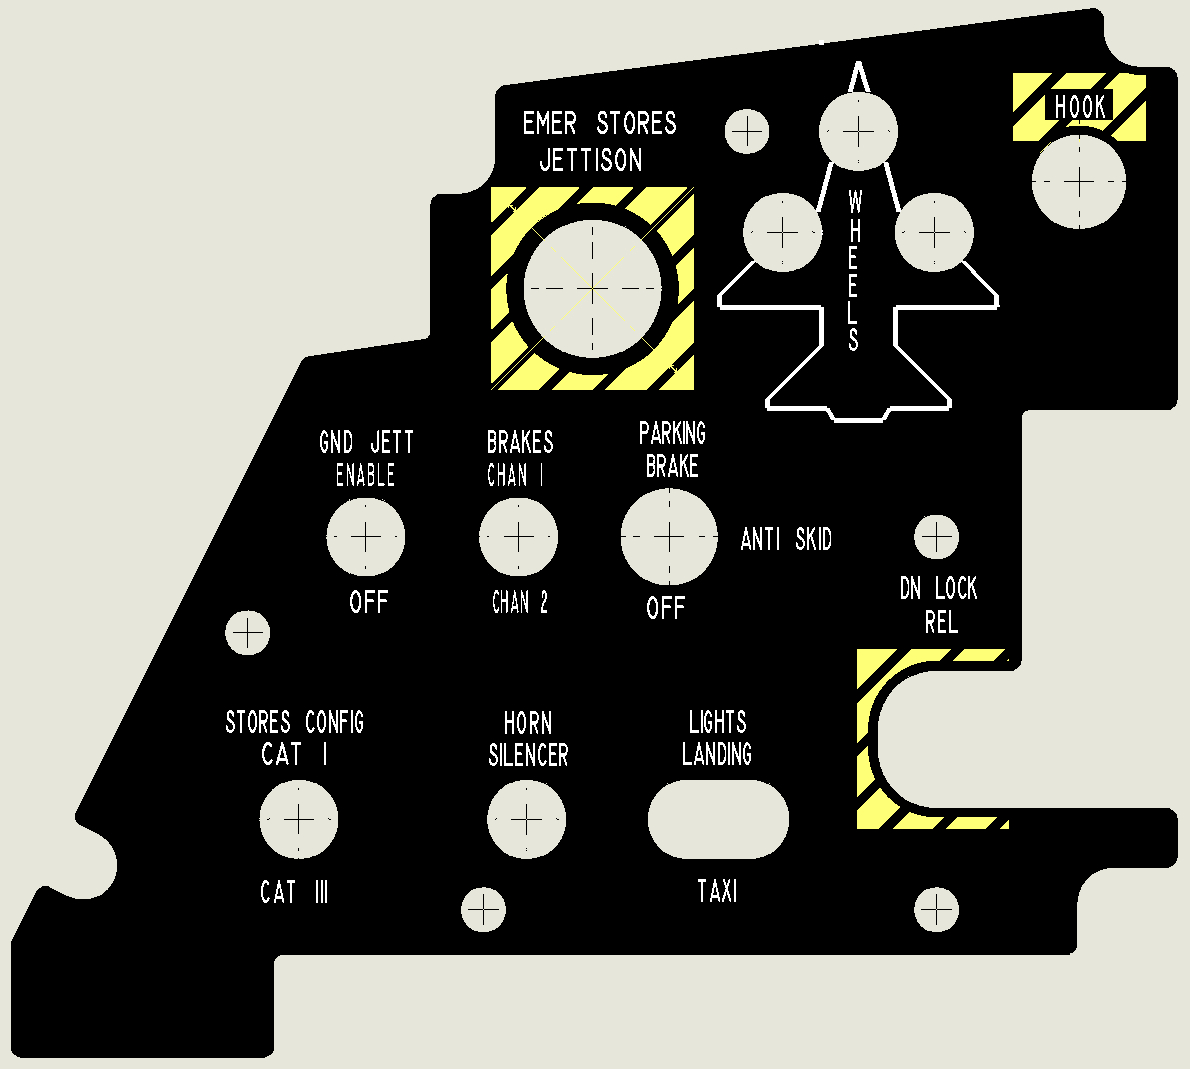 EMER STORES
JETTISON
HOOK
WHEELS
GND JETT
ENABLE
OFF
BRAKES
CHAN 1
CHAN 2
PARKING
BRAKE
ANTI SKID
OFF
DN LOCK
REL
STORES CONFIG
CAT I
CAT III
HORN
SILENCER
LIGHTS
LANDING
TAXI